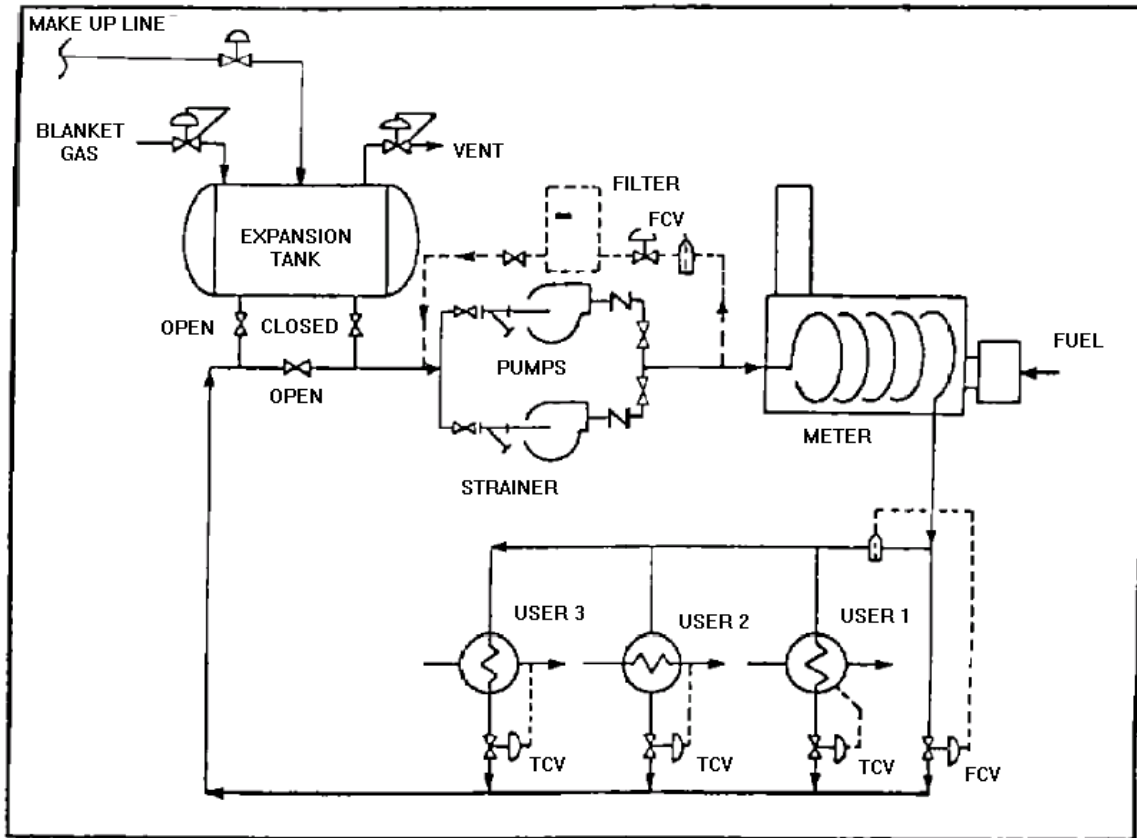 MAKE UP LINE
BLANKET
GAS
VENT
EXPANSION
TANK
FILTER
FCV
OPEN
CLOSED
OPEN
PUMPS
STRAINER
FUEL
METER
USER 3
USER 2
USER 1
TCV
TCV
TCV
FCV